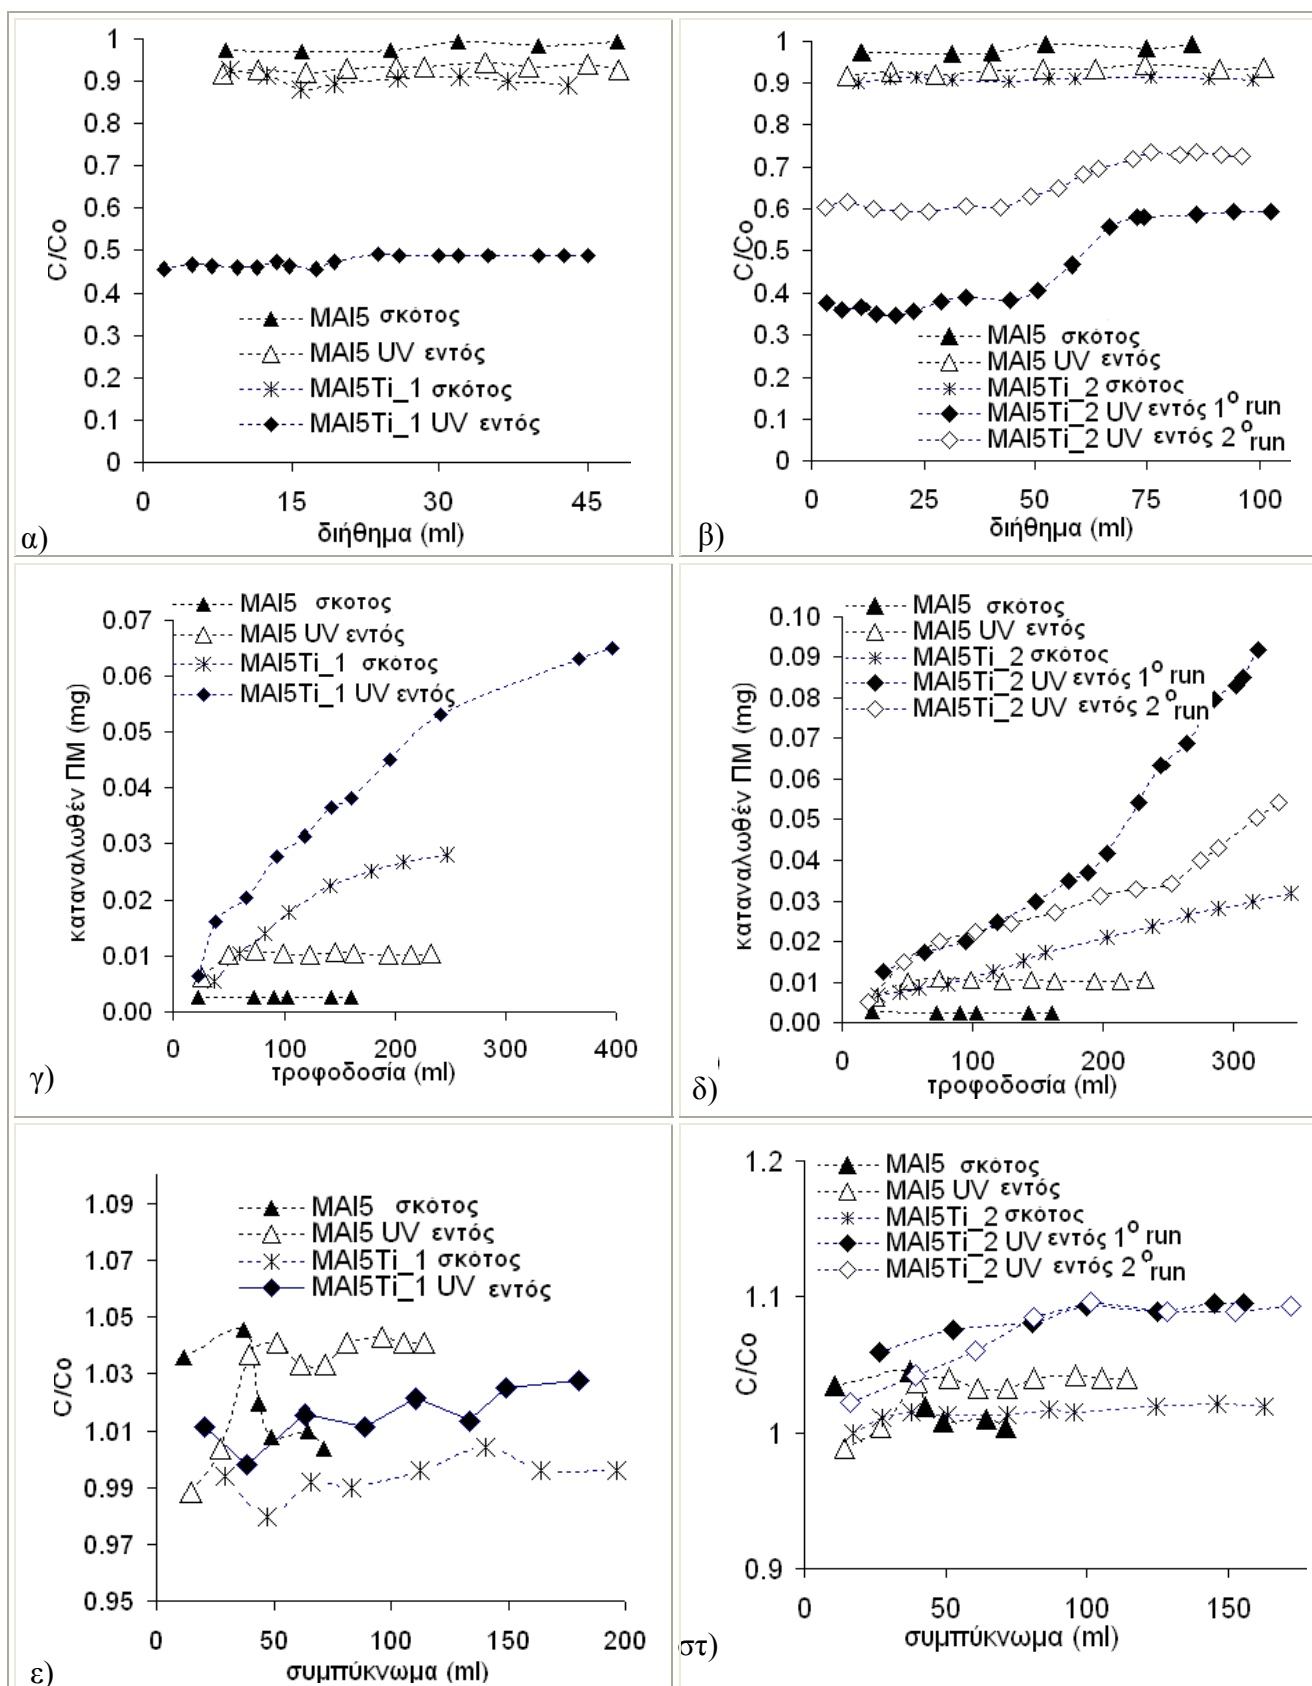 1
0.9
0.8
0.7
0.6
0.5
0.4
0.3
0.2
0.1
0
C/Co
MAl5 σκότος
MAl5 UV εντός
MAl5Ti_1 σκότος
MAl5Ti_1 UV εντός
0 15 30 45
διήθημα (ml)
α)
1
0.9
0.8
0.7
0.6
0.5
0.4
0.3
0.2
0.1
0
C/Co
MAl5 σκότος
MAl5 UV εντός
MAl5Ti_2 σκότος
MAl5Ti_2 UV εντός 1º run
MAl5Ti_2 UV εντός 2º run
0 25 50 75 100
διήθημα (ml)
β)
MAl5 σκοτος
MAl5 UV εντός
MAl5Ti_1 σκότος
MAl5Ti_1 UV εντός
0.07
0.06
0.05
0.04
0.03
0.02
0.01
0.00
καταναλωθέν ΠΜ (mg)
0 100 200 300 400
τροφοδοσία (ml)
γ)
MAl5 σκότος
MAl5 UV εντός
MAl5Ti_2 σκότος
MAl5Ti_2 UV εντός 1º run
MAl5Ti_2 UV εντός 2º run
0.10
0.09
0.08
0.07
0.06
0.05
0.04
0.03
0.02
0.01
0.00
καταναλωθέν ΠΜ (mg)
0 100 200 300
τροφοδοσία (ml)
δ)
1.09
1.07
1.05
1.03
1.01
0.99
0.97
0.95
C/Co
MAl5 σκότος
MAl5 UV εντός
MAl5Ti_1 σκότος
MAl5Ti_1 UV εντός
0 50 100 150 200
συμπύκνωμα (ml)
ε)
1.2
1.1
1
0.9
C/Co
MAl5 σκότος
MAl5 UV εντός
MAl5Ti_2 σκότος
MAl5Ti_2 UV εντός 1º run
MAl5Ti_2 UV εντός 2º run
0 50 100 150
συμπύκνωμα (ml)
στ)